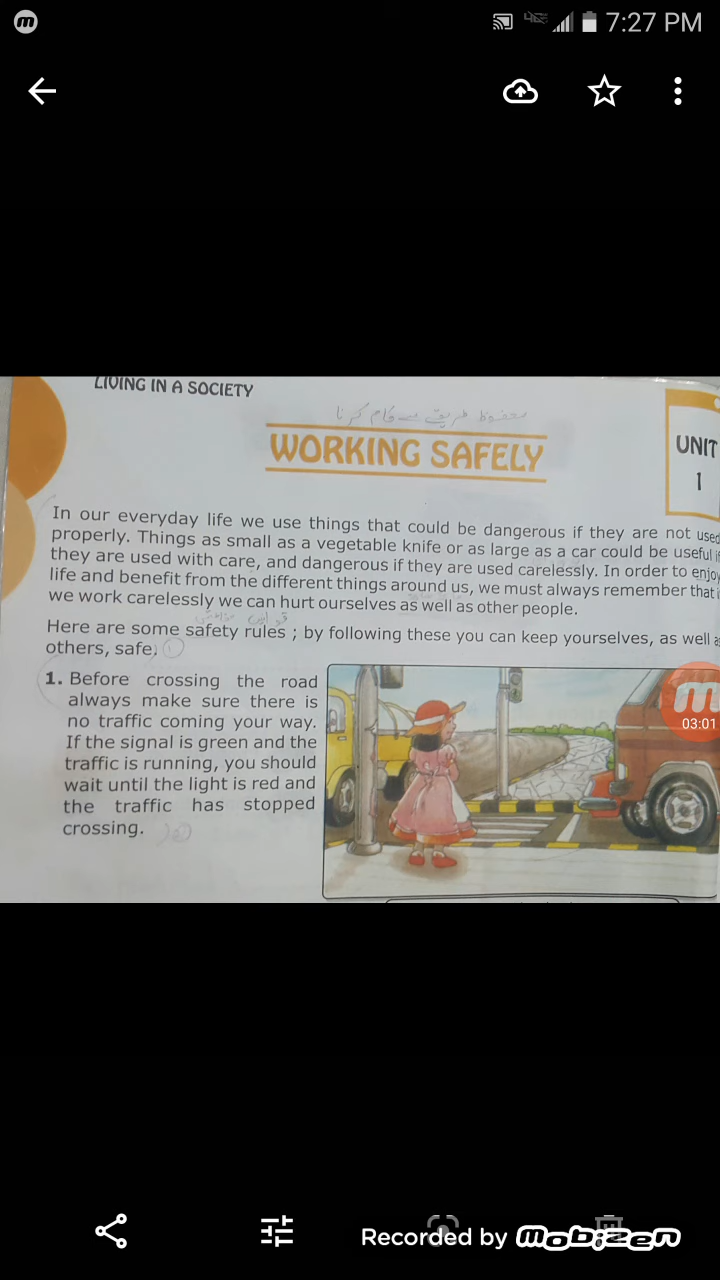 7:27 PM
LIVING IN A SOCIETY
محفوظ طریقے سے کام کرنا
WORKING SAFELY
UNIT
1
In our everyday life we use things that could be dangerous if they are not used
properly. Things as small as a vegetable knife or as large as a car could be useful if
they are used with care, and dangerous if they are used carelessly. In order to enjoy
life and benefit from the different things around us, we must always remember that i
we work carelessly we can hurt ourselves as well as other people.
Here are some safety rules ; by following these you can keep yourselves, as well as
others, safe.
1. Before crossing the road
always make sure there is
no traffic coming your way.
If the signal is green and the
traffic is running, you should
wait until the light is red and
the traffic has stopped
crossing.
03:01
Recorded by mobizen